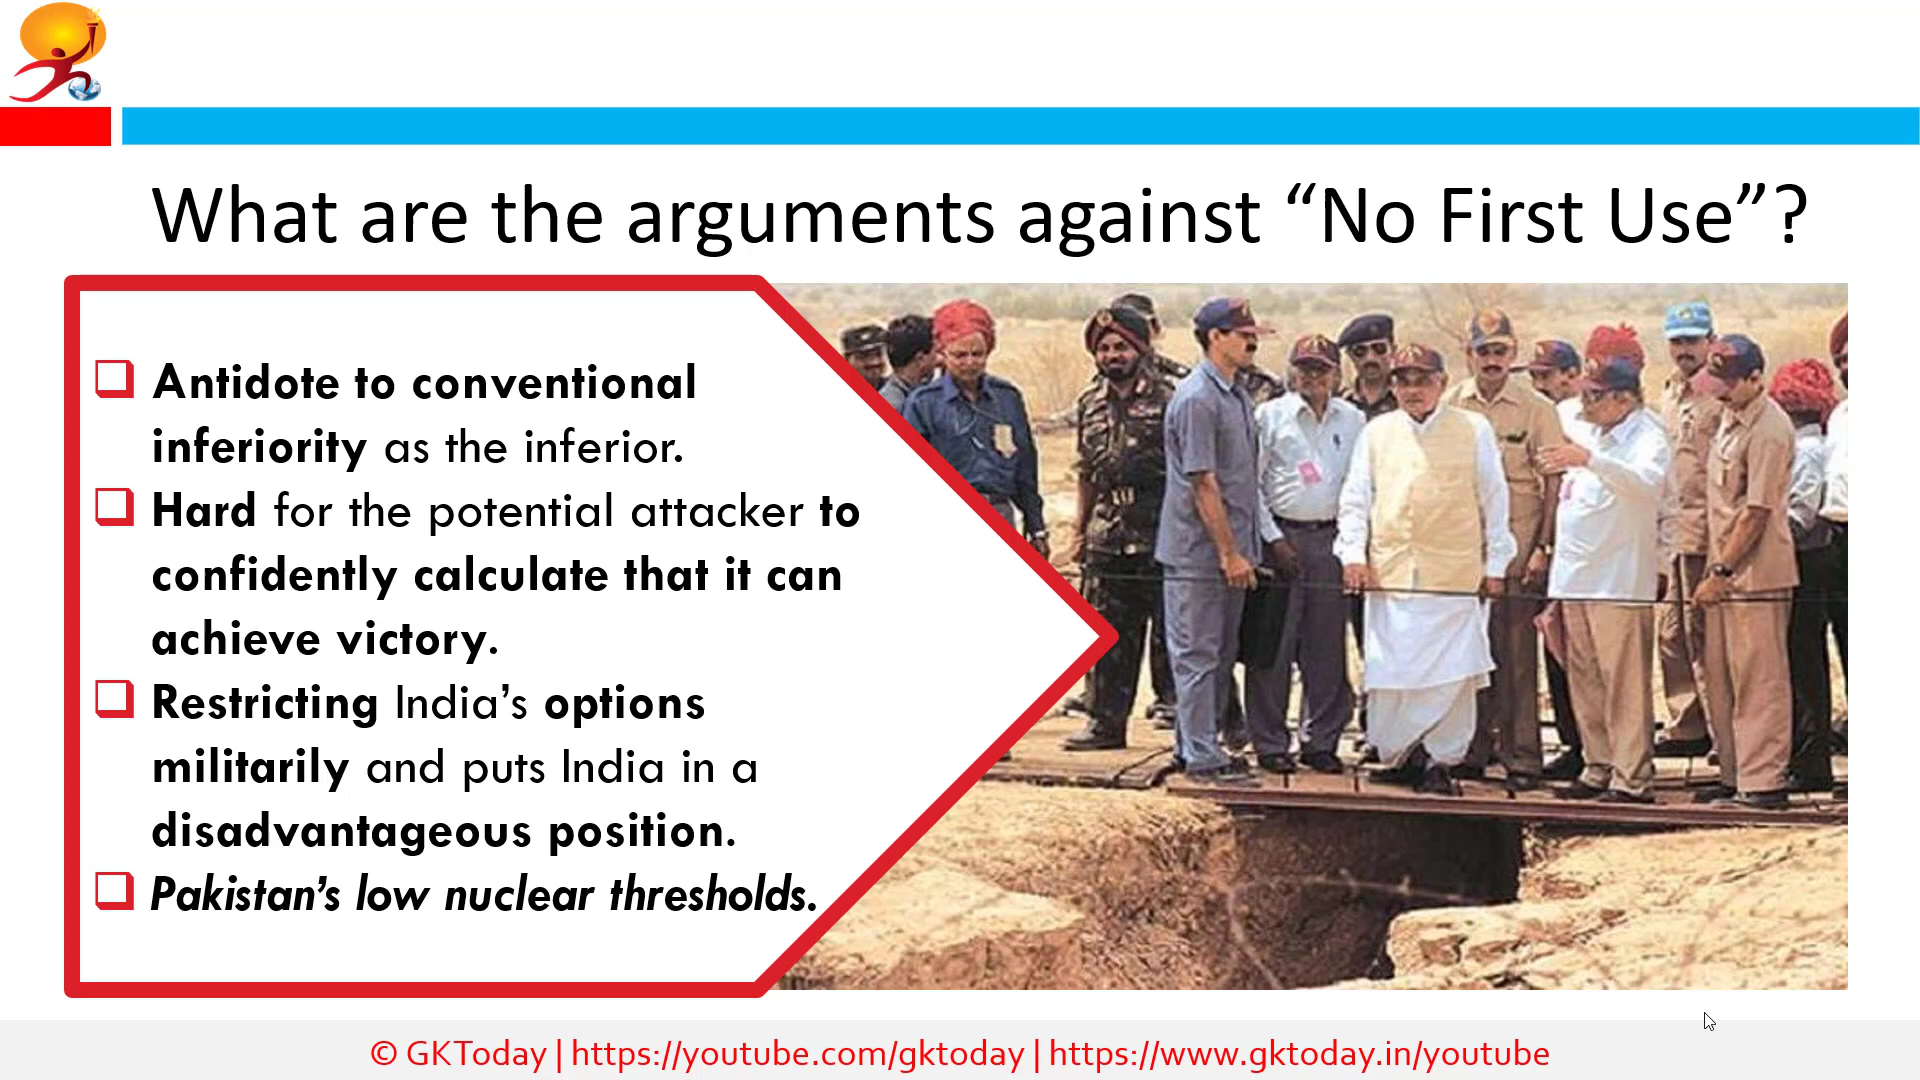 What are the arguments against “No First Use”?
Antidote to conventional
inferiority as the inferior.
Hard for the potential attacker to
confidently calculate that it can
achieve victory.
Restricting India’s options
militarily and puts India in a
disadvantageous position.
Pakistan’s low nuclear thresholds.
© GKToday | https://youtube.com/gktoday | https://www.gktoday.in/youtube